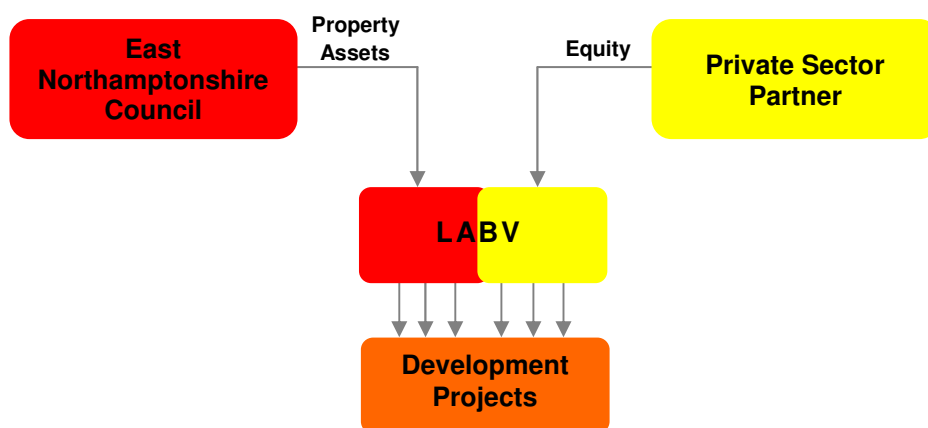 East
Northamptonshire
Council
Property
Assets
Equity
Private Sector
Partner
LABV
Development
Projects